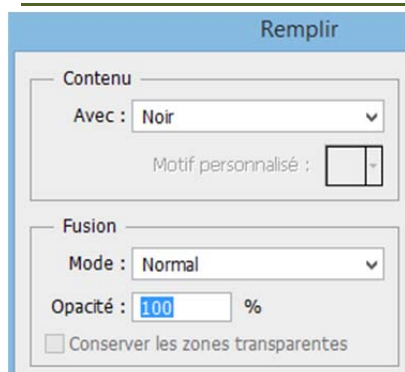 Remplir
Contenu
Avec : Noir
Motif personnalisé :
Fusion
Mode : Normal
Opacité : 100 %
Conserver les zones transparentes